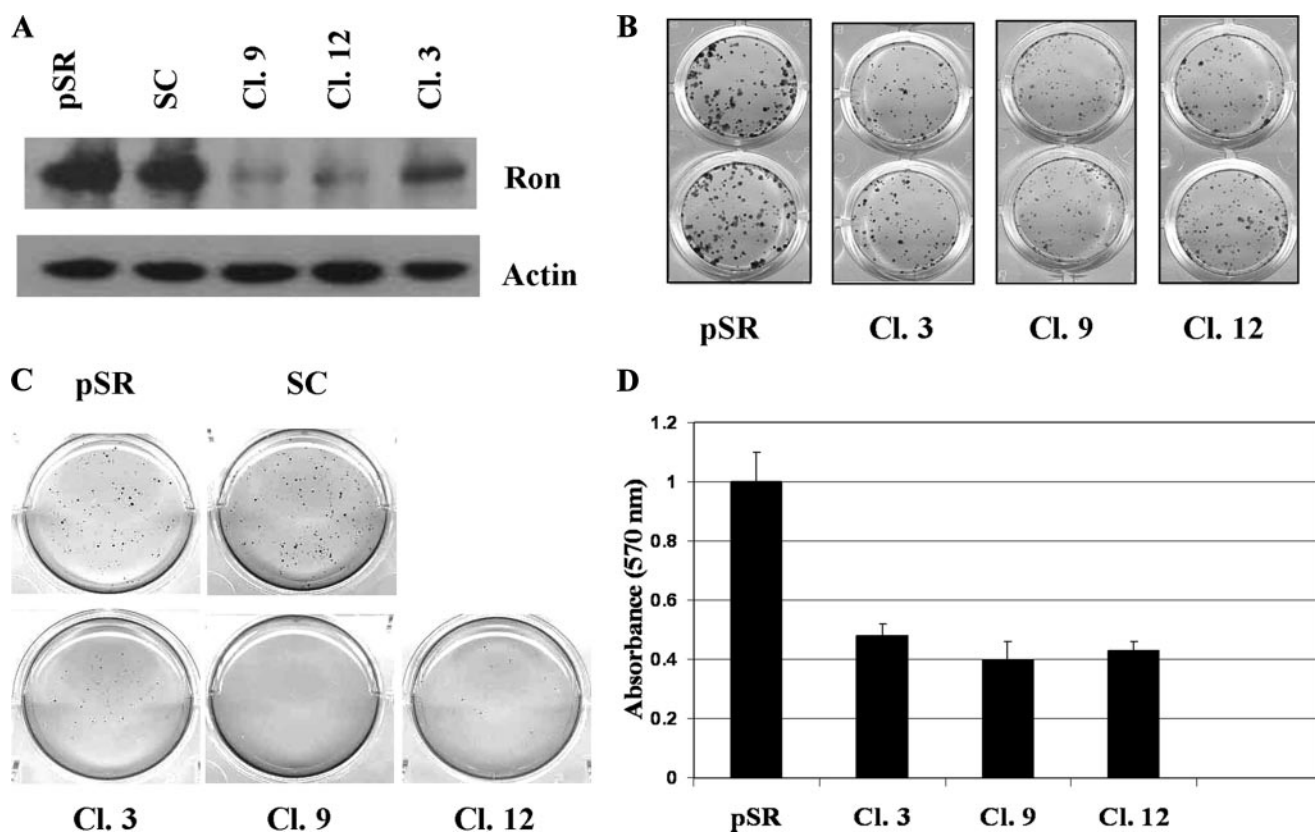 A
pSR
SC
Cl. 9
Cl. 12
Cl. 3
Ron
Actin
B
pSR
Cl. 3
Cl. 9
Cl. 12
C
pSR
SC
Cl. 3
Cl. 9
Cl. 12
D
Absorbance (570 nm)
1.2
1
0.8
0.6
0.4
0.2
0
pSR
Cl. 3
Cl. 9
Cl. 12